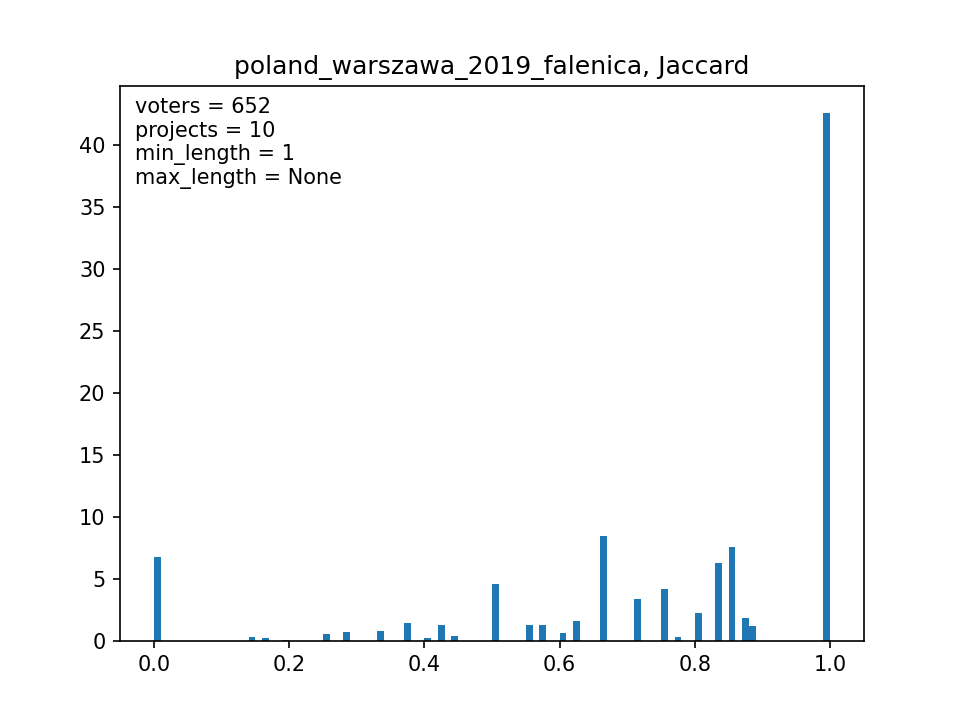 poland_warszawa_2019_falenica, Jaccard
voters = 652
projects = 10
min_length = 1
max_length = None
40
35
30
25
20
15
10
5
0
0.0 0.2 0.4 0.6 0.8 1.0